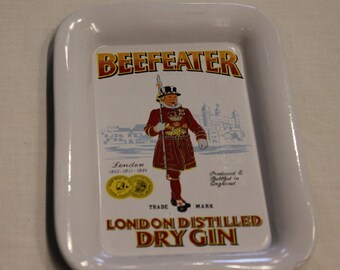 BEEFEATER
London
Produced &
Bottled in
England
TRADE MARK
LONDON DISTILLED
DRY GIN